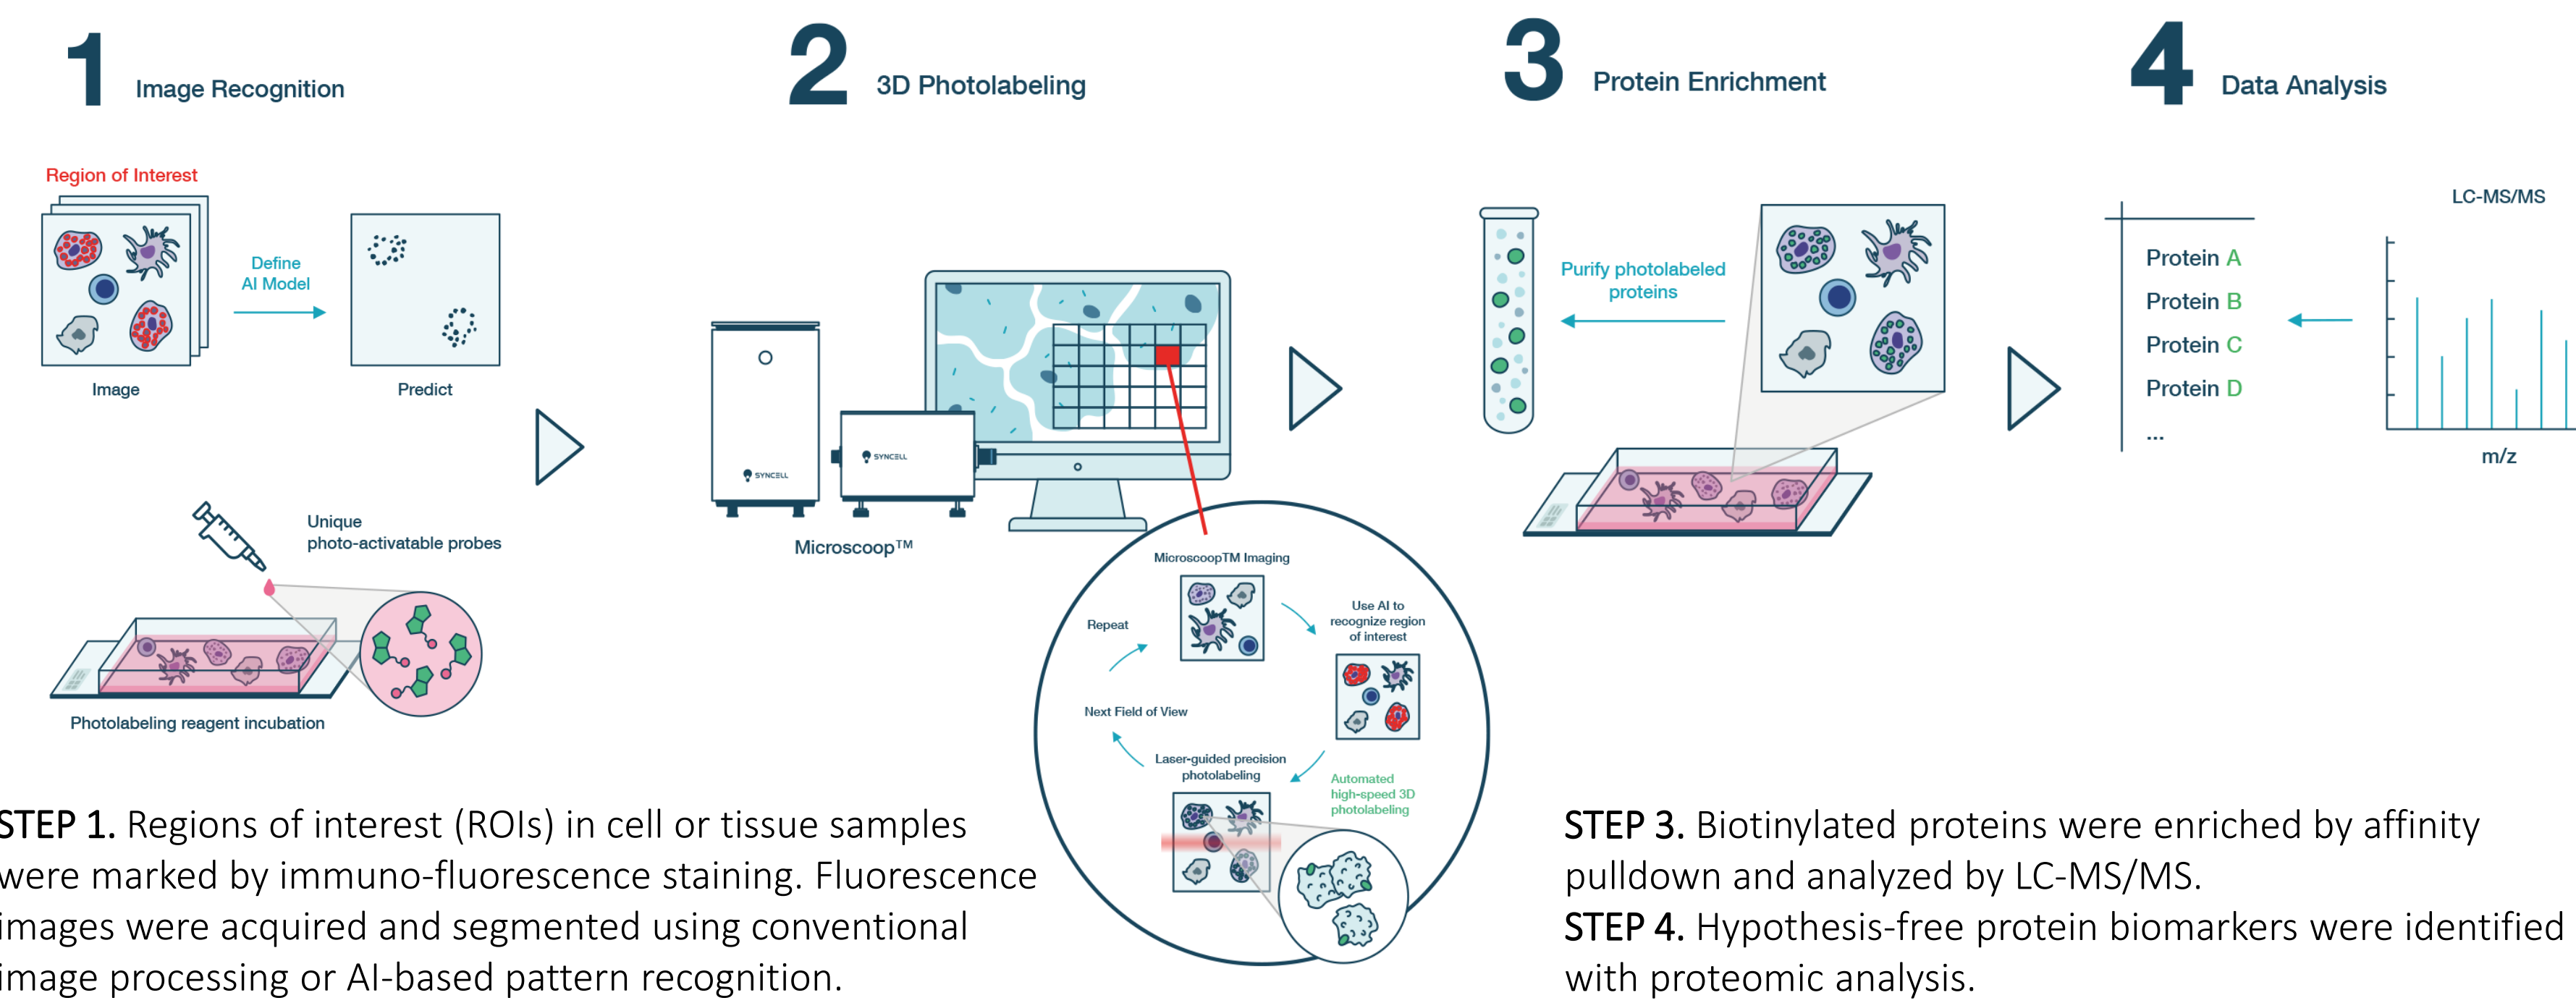 1 Image Recognition
Region of Interest
Define
AI Model
Image
Predict
Unique
photo-activatable probes
Photolabeling reagent incubation
2 3D Photolabeling
SYNCELL
SYNCELL
Microscoop™
MicroscoopTM Imaging
Use AI to
recognize region
of interest
Automated
high-speed 3D
photolabeling
Laser-guided precision
photolabeling
Next Field of View
Repeat
3 Protein Enrichment
Purify photolabeled
proteins
4 Data Analysis
LC-MS/MS
Protein A
Protein B
Protein C
Protein D
...
m/z
STEP 1. Regions of interest (ROIs) in cell or tissue samples
were marked by immuno-fluorescence staining. Fluorescence
images were acquired and segmented using conventional
image processing or AI-based pattern recognition.
STEP 3. Biotinylated proteins were enriched by affinity
pulldown and analyzed by LC-MS/MS.
STEP 4. Hypothesis-free protein biomarkers were identified
with proteomic analysis.